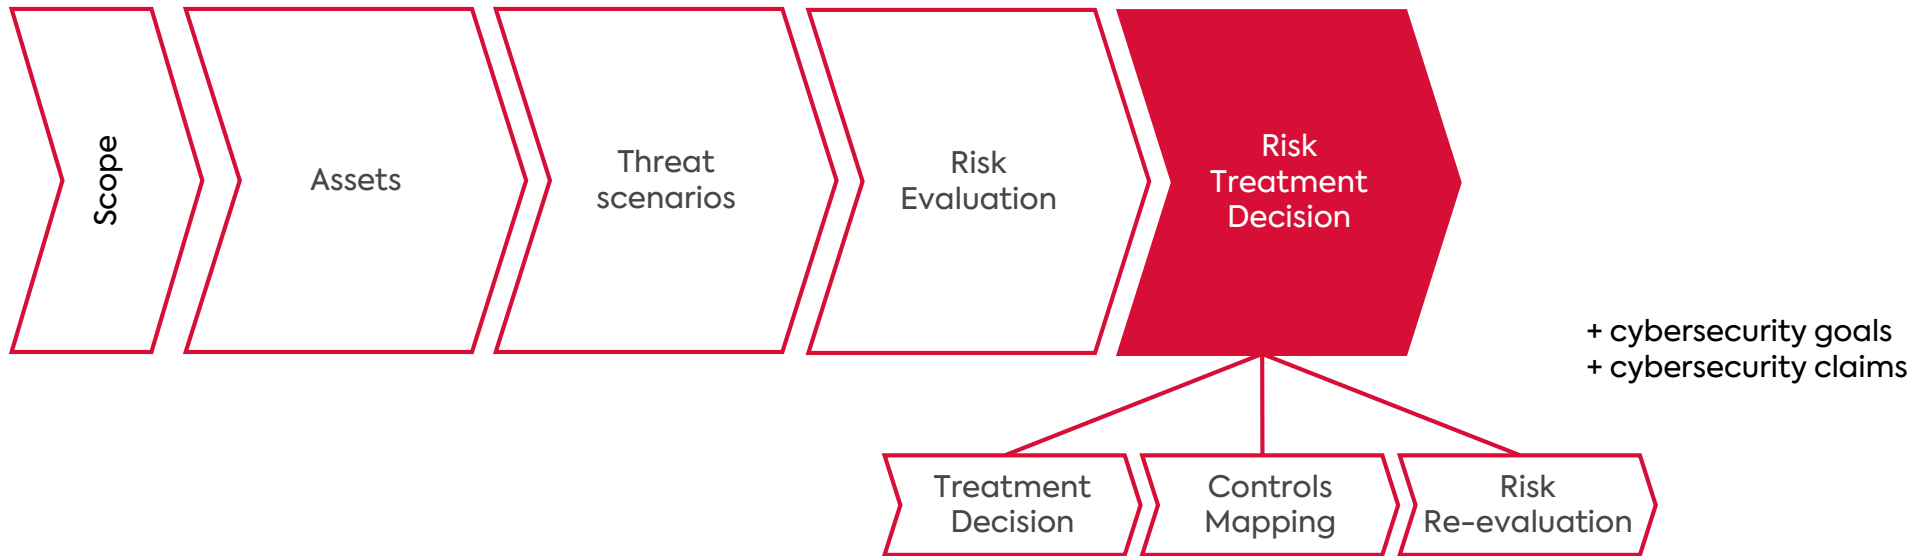 Scope
Assets
Threat
scenarios
Risk
Evaluation
Risk
Treatment
Decision
+ cybersecurity goals
+ cybersecurity claims
Treatment
Decision
Controls
Mapping
Risk
Re-evaluation